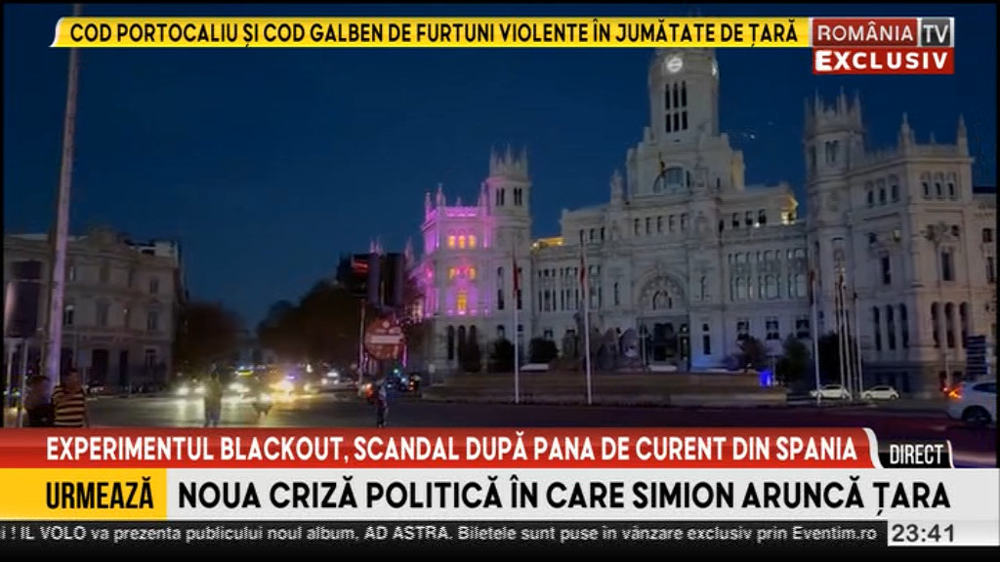 COD PORTOCALIU ȘI COD GALBEN DE FURTUNI VIOLENTE ÎN JUMĂTATE DE ȚARĂ
ROMÂNIA TV
EXCLUSIV
EXPERIMENTUL BLACKOUT, SCANDAL DUPĂ PANA DE CURENT DIN SPANIA
DIRECT
URMEAZĂ NOUA CRIZĂ POLITICĂ ÎN CARE SIMION ARUNCĂ ȚARA
i ! IL VOLO va prezenta publicului noul album, AD ASTRA. Biletele sunt puse în vânzare exclusiv prin Eventim.ro
23:41